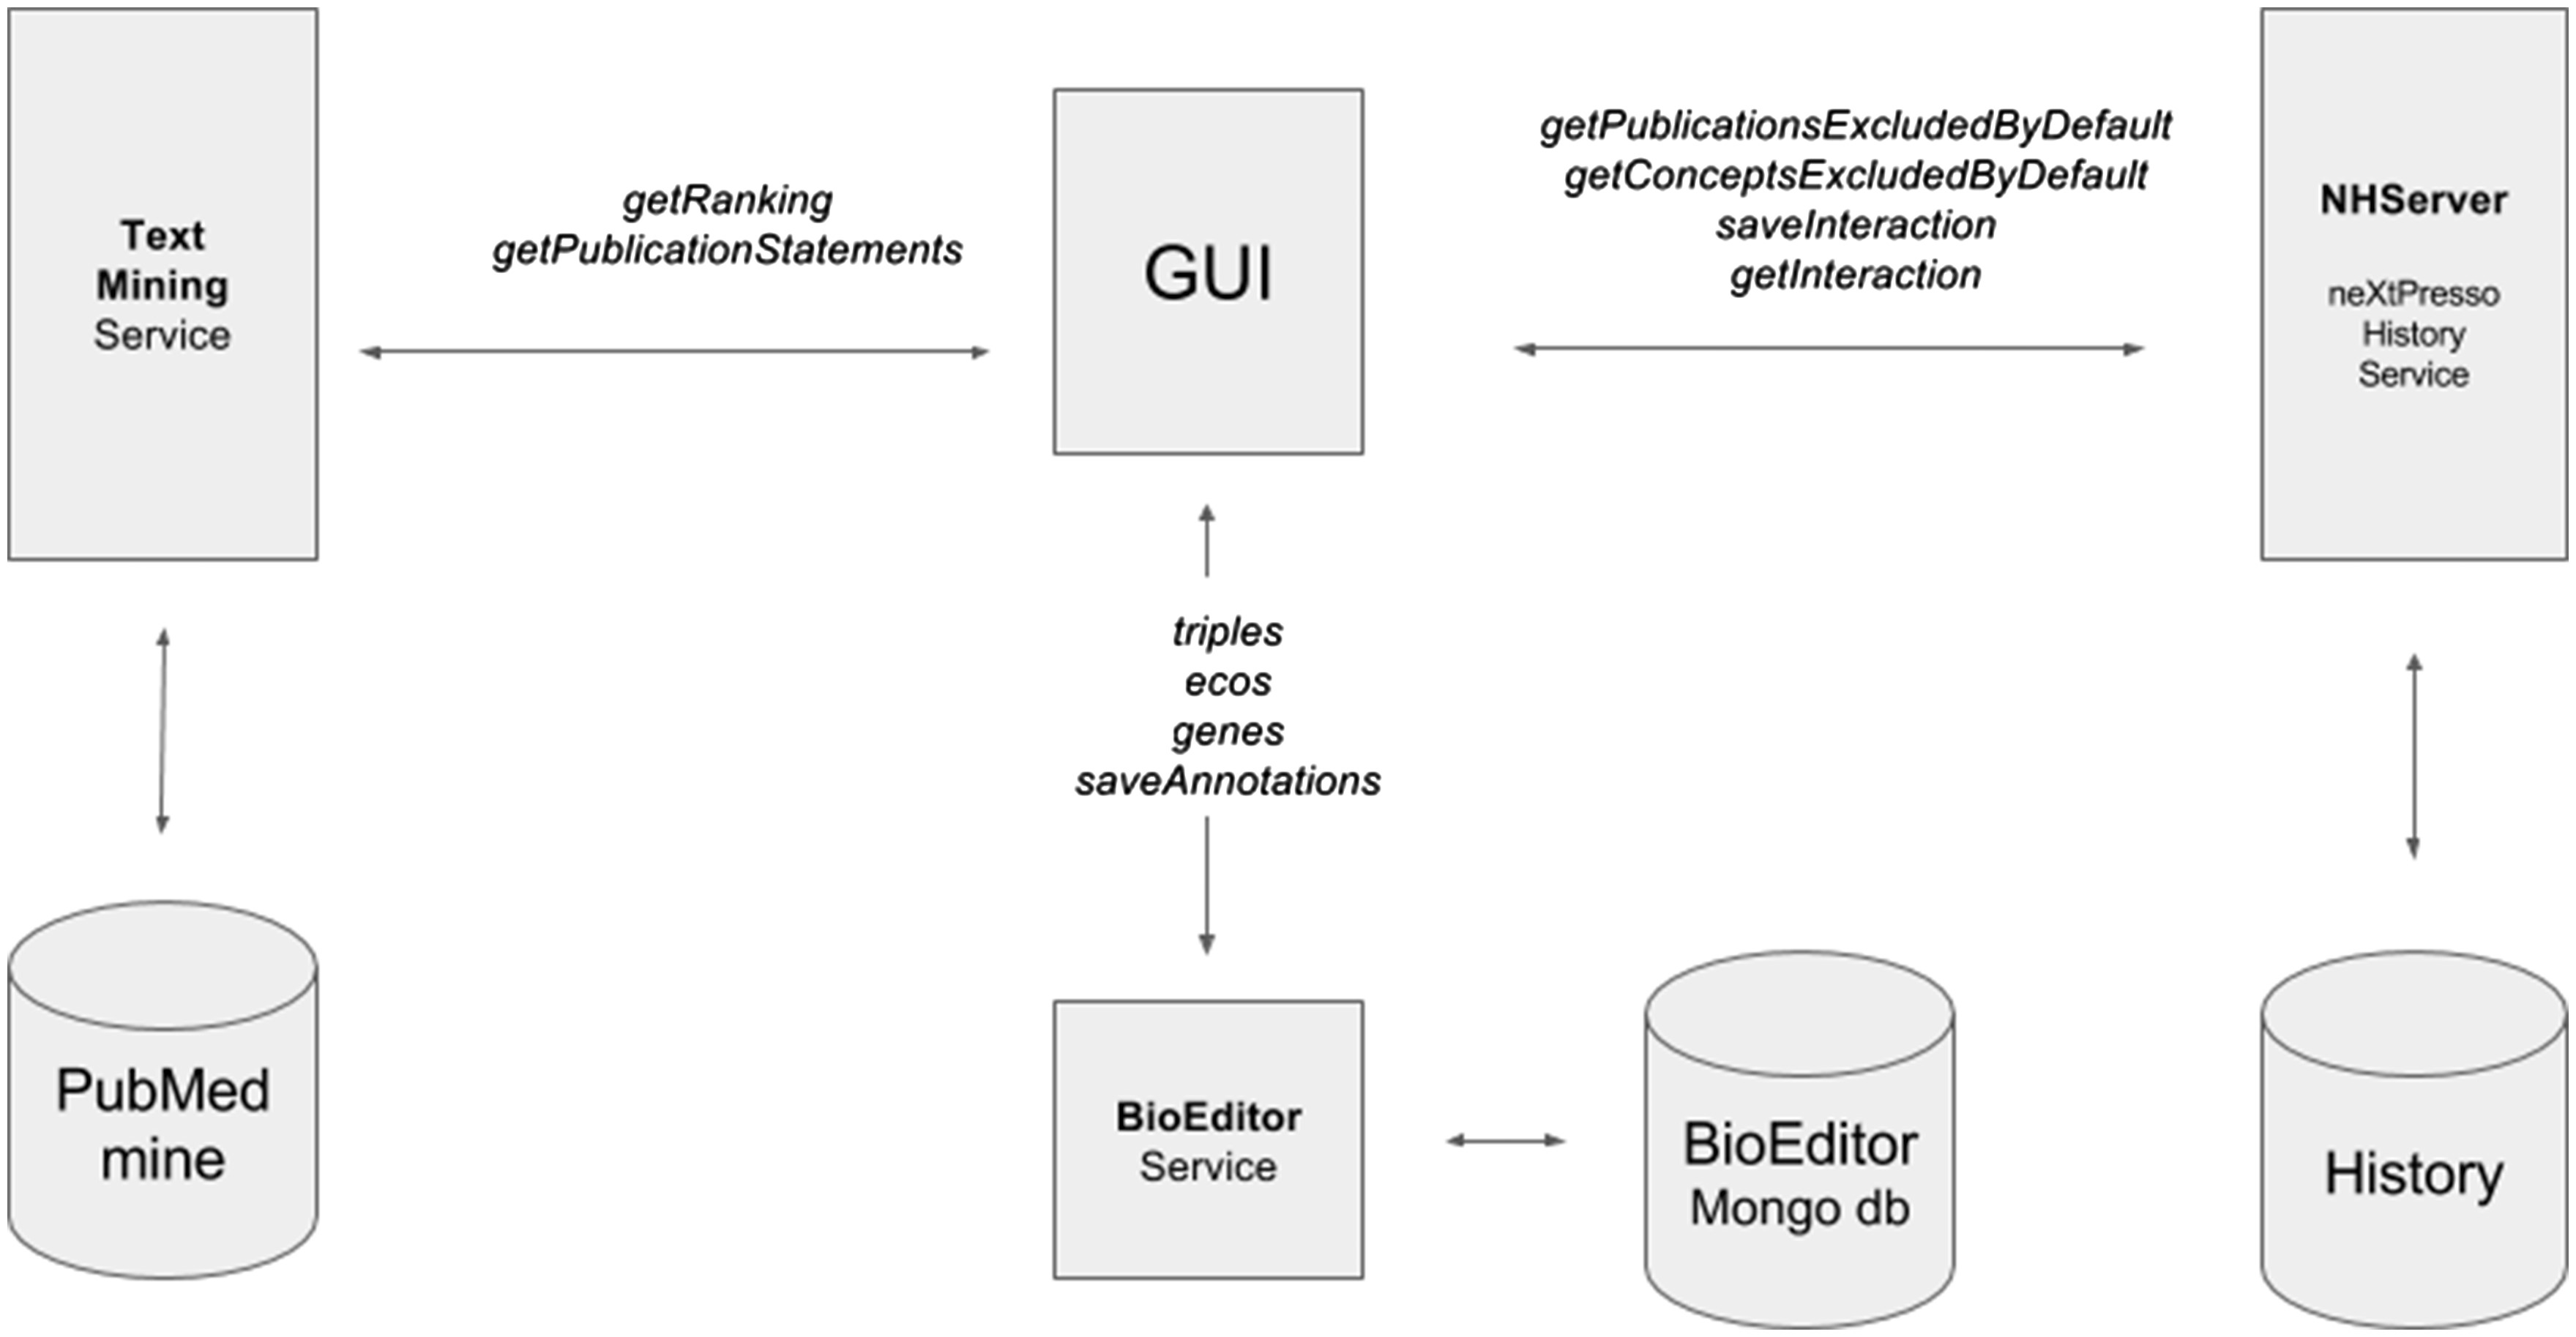 Text
Mining
Service
getRanking
getPublicationStatements
GUI
getPublicationsExcludedByDefault
getConceptsExcludedByDefault
saveInteraction
getInteraction
NHServer
neXtPresso
History
Service
triples
ecos
genes
saveAnnotations
PubMed
mine
BioEditor
Service
BioEditor
Mongo db
History